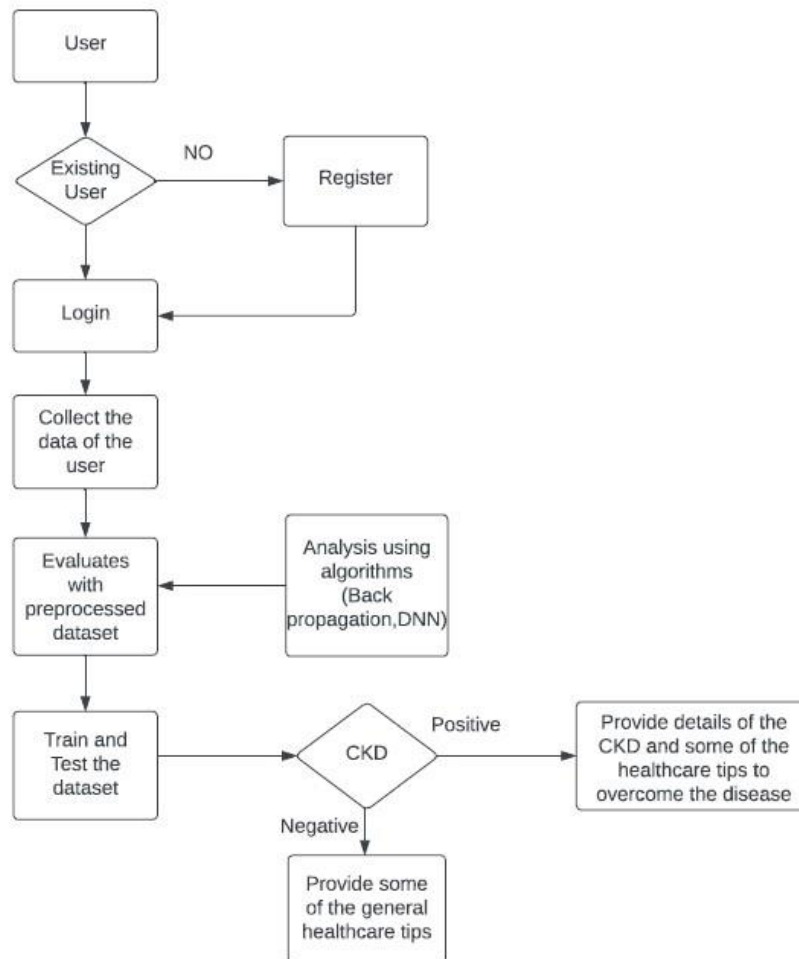 User
Existing
User
NO
Register
Login
Collect the
data of the
user
Evaluates
with
preprocessed
dataset
Analysis using
algorithms
(Back
propagation,DNN)
Train and
Test the
dataset
CKD
Positive
Provide details of the
CKD and some of the
healthcare tips to
overcome the disease
Negative
Provide some
of the general
healthcare tips